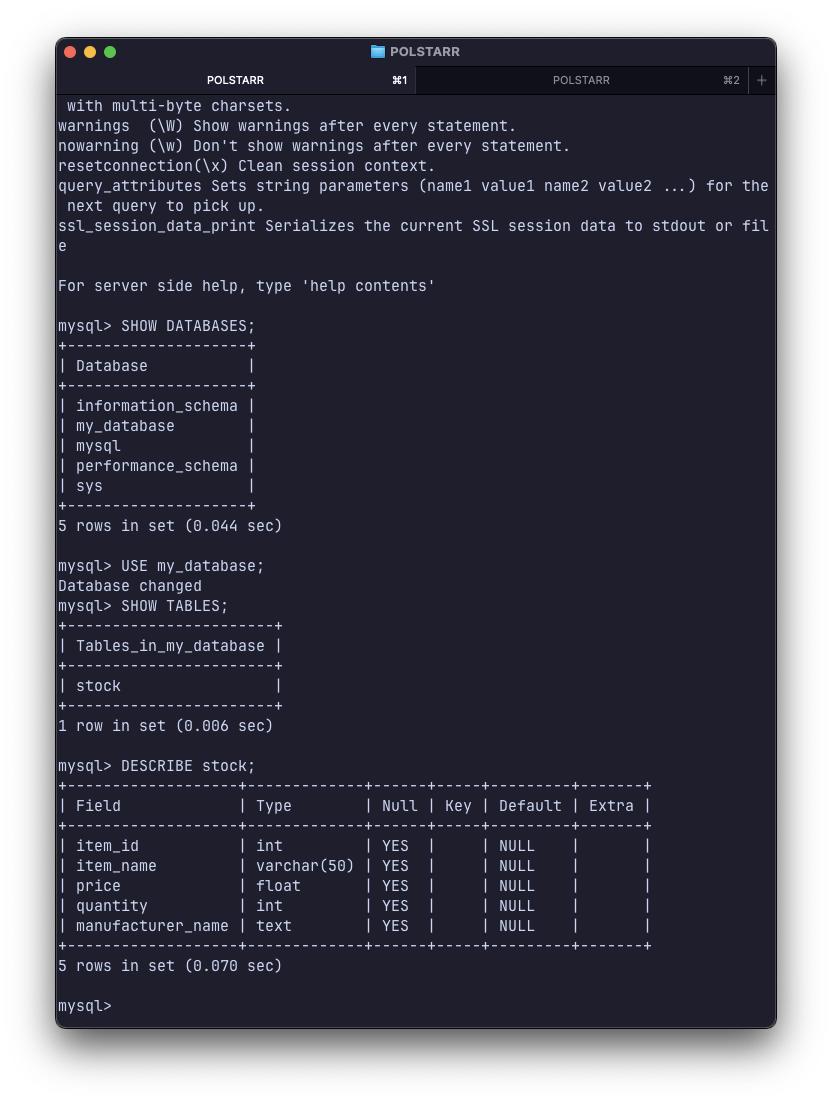 POLSTARR
POLSTARR ⌘1 POLSTARR ⌘2 +
 with multi-byte charsets.
warnings  (\W) Show warnings after every statement.
nowarning (\w) Don't show warnings after every statement.
resetconnection(\x) Clean session context.
query_attributes Sets string parameters (name1 value1 name2 value2 ...) for the
 next query to pick up.
ssl_session_data_print Serializes the current SSL session data to stdout or fil
e

For server side help, type 'help contents'

mysql> SHOW DATABASES;
+--------------------+
| Database           |
+--------------------+
| information_schema |
| my_database        |
| mysql              |
| performance_schema |
| sys                |
+--------------------+
5 rows in set (0.044 sec)

mysql> USE my_database;
Database changed
mysql> SHOW TABLES;
+-----------------------+
| Tables_in_my_database |
+-----------------------+
| stock                 |
+-----------------------+
1 row in set (0.006 sec)

mysql> DESCRIBE stock;
+-------------------+-------------+------+-----+---------+-------+
| Field             | Type        | Null | Key | Default | Extra |
+-------------------+-------------+------+-----+---------+-------+
| item_id           | int         | YES  |     | NULL    |       |
| item_name         | varchar(50) | YES  |     | NULL    |       |
| price             | float       | YES  |     | NULL    |       |
| quantity          | int         | YES  |     | NULL    |       |
| manufacturer_name | text        | YES  |     | NULL    |       |
+-------------------+-------------+------+-----+---------+-------+
5 rows in set (0.070 sec)

mysql>